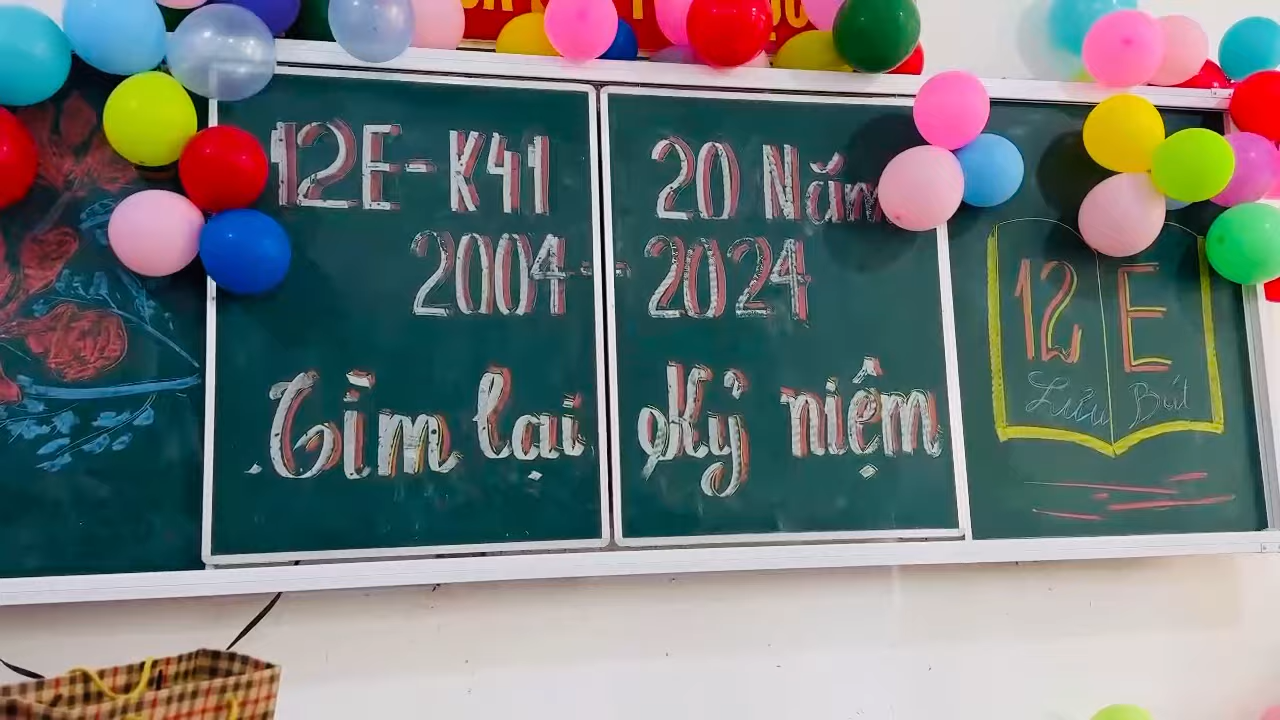 12E - K41 20 Năm
2004 - 2024
Tìm lại Kỷ niệm
12 E
Lưu Bút